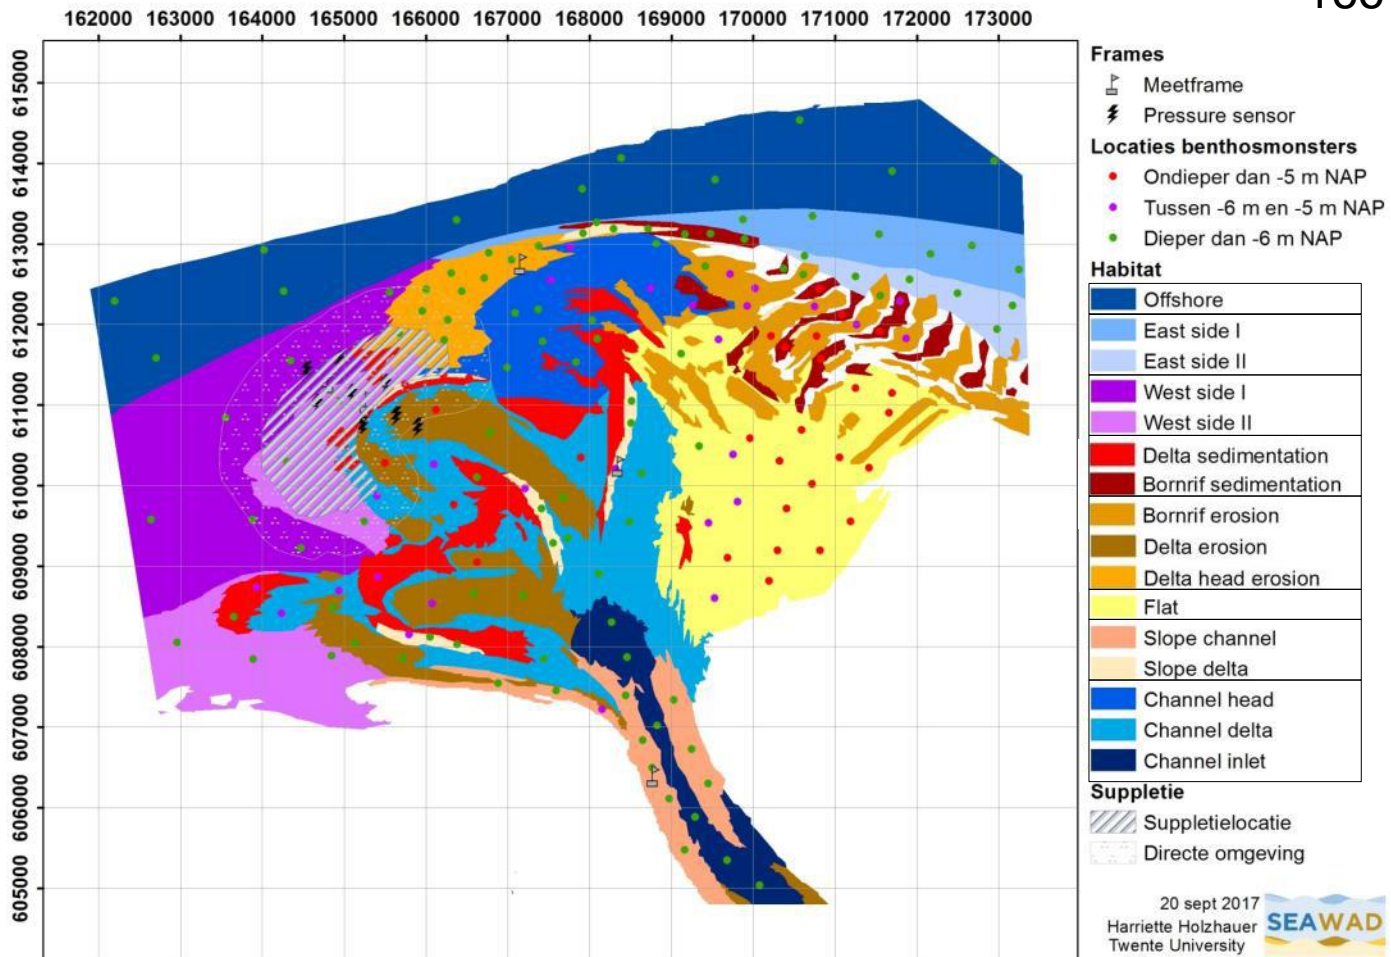 162000 163000 164000 165000 166000 167000 168000 169000 170000 171000 172000 173000
615000
614000
613000
612000
611000
610000
609000
608000
607000
606000
605000
Frames
Meetframe
Pressure sensor
Locaties benthosmonsters
Ondieper dan -5 m NAP
Tussen -6 m en -5 m NAP
Dieper dan -6 m NAP
Habitat
Offshore
East side I
East side II
West side I
West side II
Delta sedimentation
Bornrif sedimentation
Bornrif erosion
Delta erosion
Delta head erosion
Flat
Slope channel
Slope delta
Channel head
Channel delta
Channel inlet
Suppletie
Suppletielocatie
Directe omgeving
20 sept 2017
Harriette Holzhauer
Twente University
SEAWAD